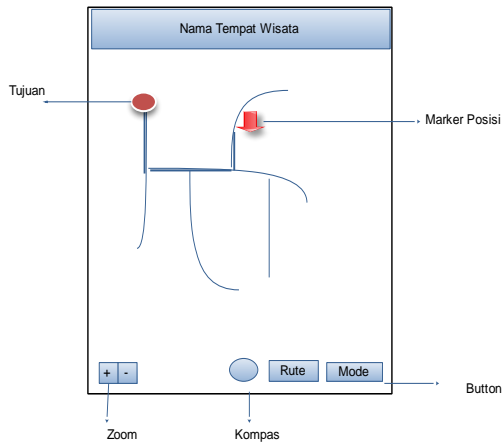 Nama Tempat Wisata
Tujuan
Marker Posisi
+ -
Rute
Mode
Button
Zoom
Kompas